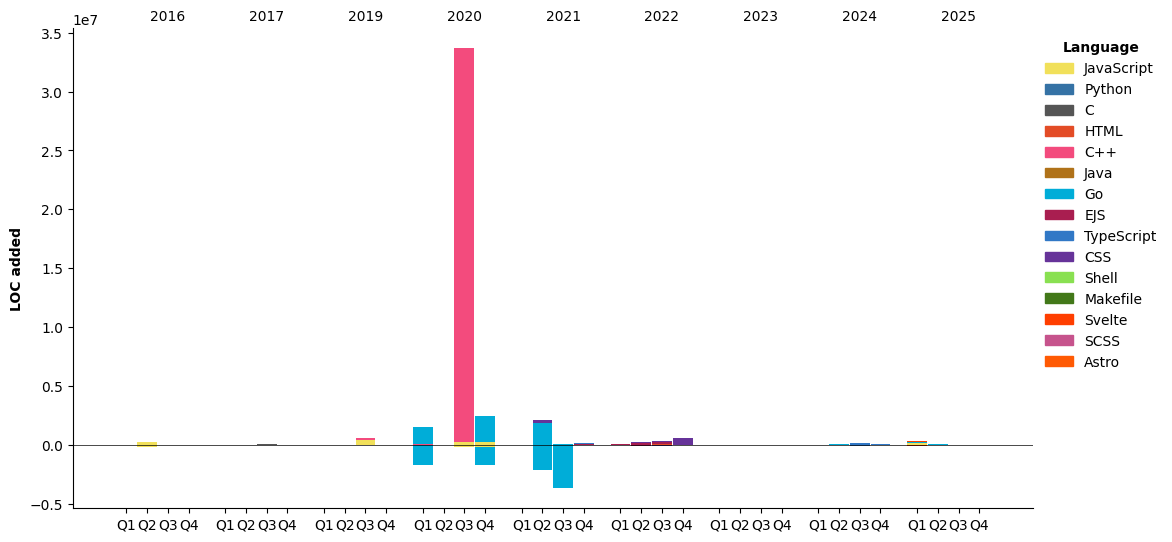 1e7
2016 2017 2019 2020 2021 2022 2023 2024 2025
3.5
3.0
2.5
2.0
1.5
1.0
0.5
0.0
−0.5
LOC added
Q1 Q2 Q3 Q4 Q1 Q2 Q3 Q4 Q1 Q2 Q3 Q4 Q1 Q2 Q3 Q4 Q1 Q2 Q3 Q4 Q1 Q2 Q3 Q4 Q1 Q2 Q3 Q4 Q1 Q2 Q3 Q4 Q1 Q2 Q3 Q4
Language
JavaScript
Python
C
HTML
C++
Java
Go
EJS
TypeScript
CSS
Shell
Makefile
Svelte
SCSS
Astro